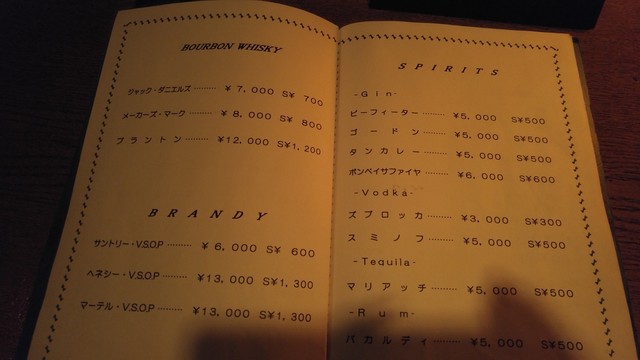 BOURBON WHISKY
ジャック・ダニエルズ ……… ¥7,000 S¥ 700
メーカーズ・マーク ……… ¥8,000 S¥ 800
ブラントン ……… ¥12,000 S¥1,200
BRANDY
サントリー・V.S.O.P ……… ¥6,000 S¥ 600
ヘネシー・V.S.O.P ……… ¥13,000 S¥1,300
マーテル・V.S.O.P ……… ¥13,000 S¥1,300
SPIRITS
-Gin-
ビーフィーター ……… ¥5,000 S¥500
ゴードン ……… ¥5,000 S¥500
タンカレー ……… ¥5,000 S¥500
ボンベイサファイヤ ……… ¥6,000 S¥600
-Vodka-
ズブロッカ ……… ¥3,000 S¥300
スミノフ ……… ¥5,000 S¥500
-Tequila-
マリアッチ ……… ¥5,000 S¥500
-Rum-
バカルディ ……… ¥5,000 S¥500